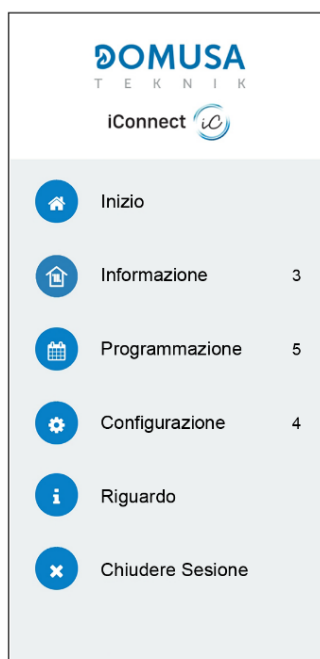 DOMUSA
TEKNIK
iConnect iC
Inizio
Informazione 3
Programmazione 5
Configurazione 4
Riguardo
Chiudere Sesione